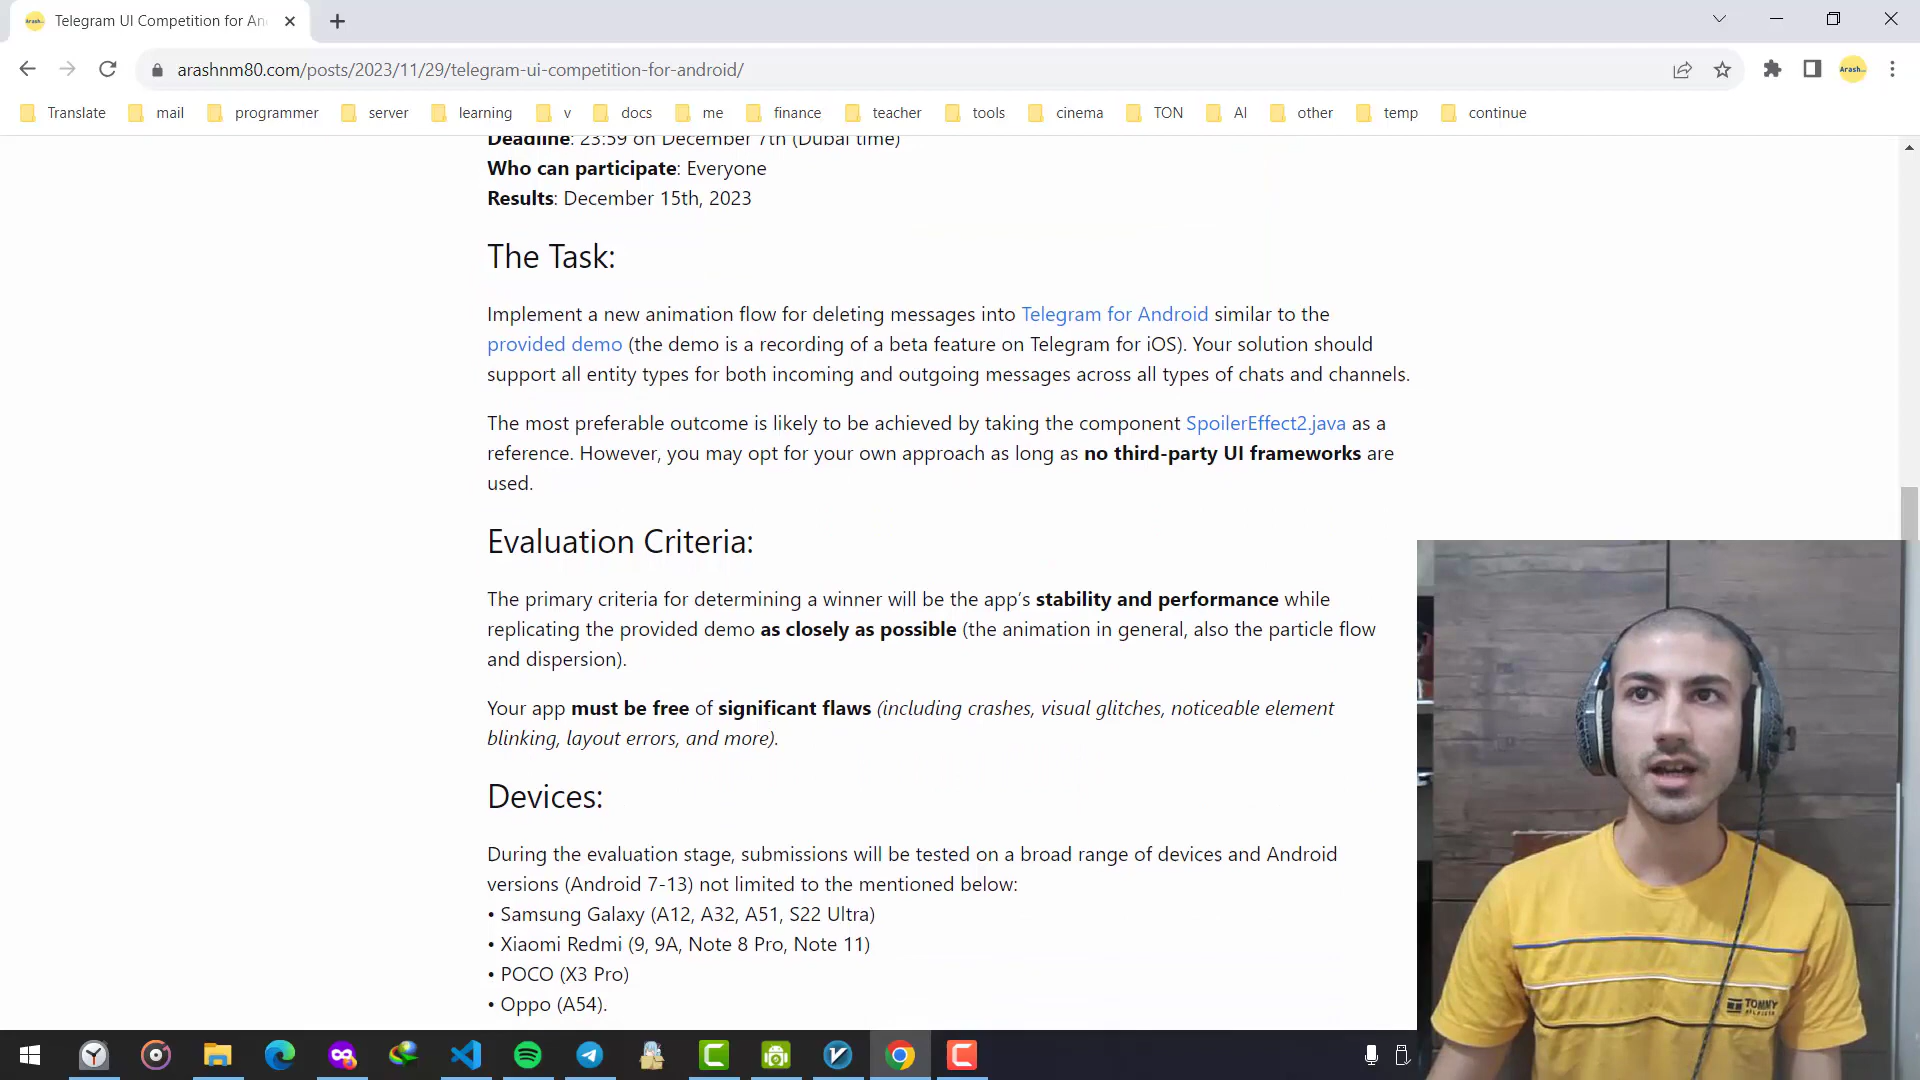 Telegram UI Competition for An
arashnm80.com/posts/2023/11/29/telegram-ui-competition-for-android/
Arash...
Translate mail programmer server learning v docs me finance teacher tools cinema TON AI other temp continue
Deadline: 23:59 on December 7th (Dubai time)
Who can participate: Everyone
Results: December 15th, 2023
The Task:
Implement a new animation flow for deleting messages into Telegram for Android similar to the
provided demo (the demo is a recording of a beta feature on Telegram for iOS). Your solution should
support all entity types for both incoming and outgoing messages across all types of chats and channels.
The most preferable outcome is likely to be achieved by taking the component SpoilerEffect2.java as a
reference. However, you may opt for your own approach as long as no third-party UI frameworks are
used.
Evaluation Criteria:
The primary criteria for determining a winner will be the app’s stability and performance while
replicating the provided demo as closely as possible (the animation in general, also the particle flow
and dispersion).
Your app must be free of significant flaws (including crashes, visual glitches, noticeable element
blinking, layout errors, and more).
Devices:
During the evaluation stage, submissions will be tested on a broad range of devices and Android
versions (Android 7-13) not limited to the mentioned below:
• Samsung Galaxy (A12, A32, A51, S22 Ultra)
• Xiaomi Redmi (9, 9A, Note 8 Pro, Note 11)
• POCO (X3 Pro)
• Oppo (A54).
TOMMY